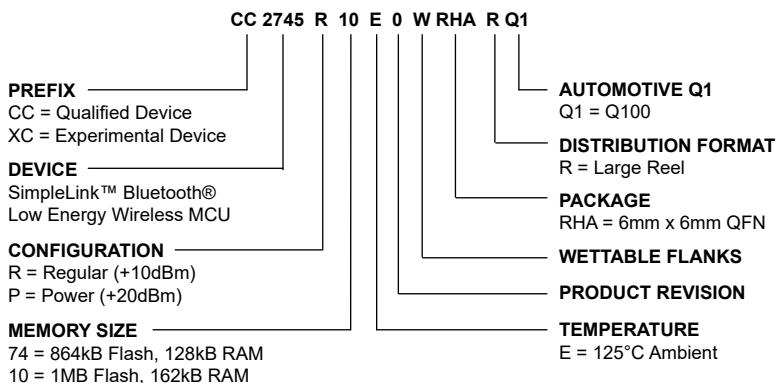 CC 2745 R 10 E 0 W RHA R Q1
PREFIX
CC = Qualified Device
XC = Experimental Device
DEVICE
SimpleLink™ Bluetooth®
Low Energy Wireless MCU
CONFIGURATION
R = Regular (+10dBm)
P = Power (+20dBm)
MEMORY SIZE
74 = 864kB Flash, 128kB RAM
10 = 1MB Flash, 162kB RAM
AUTOMOTIVE Q1
Q1 = Q100
DISTRIBUTION FORMAT
R = Large Reel
PACKAGE
RHA = 6mm x 6mm QFN
WETTABLE FLANKS
PRODUCT REVISION
TEMPERATURE
E = 125°C Ambient